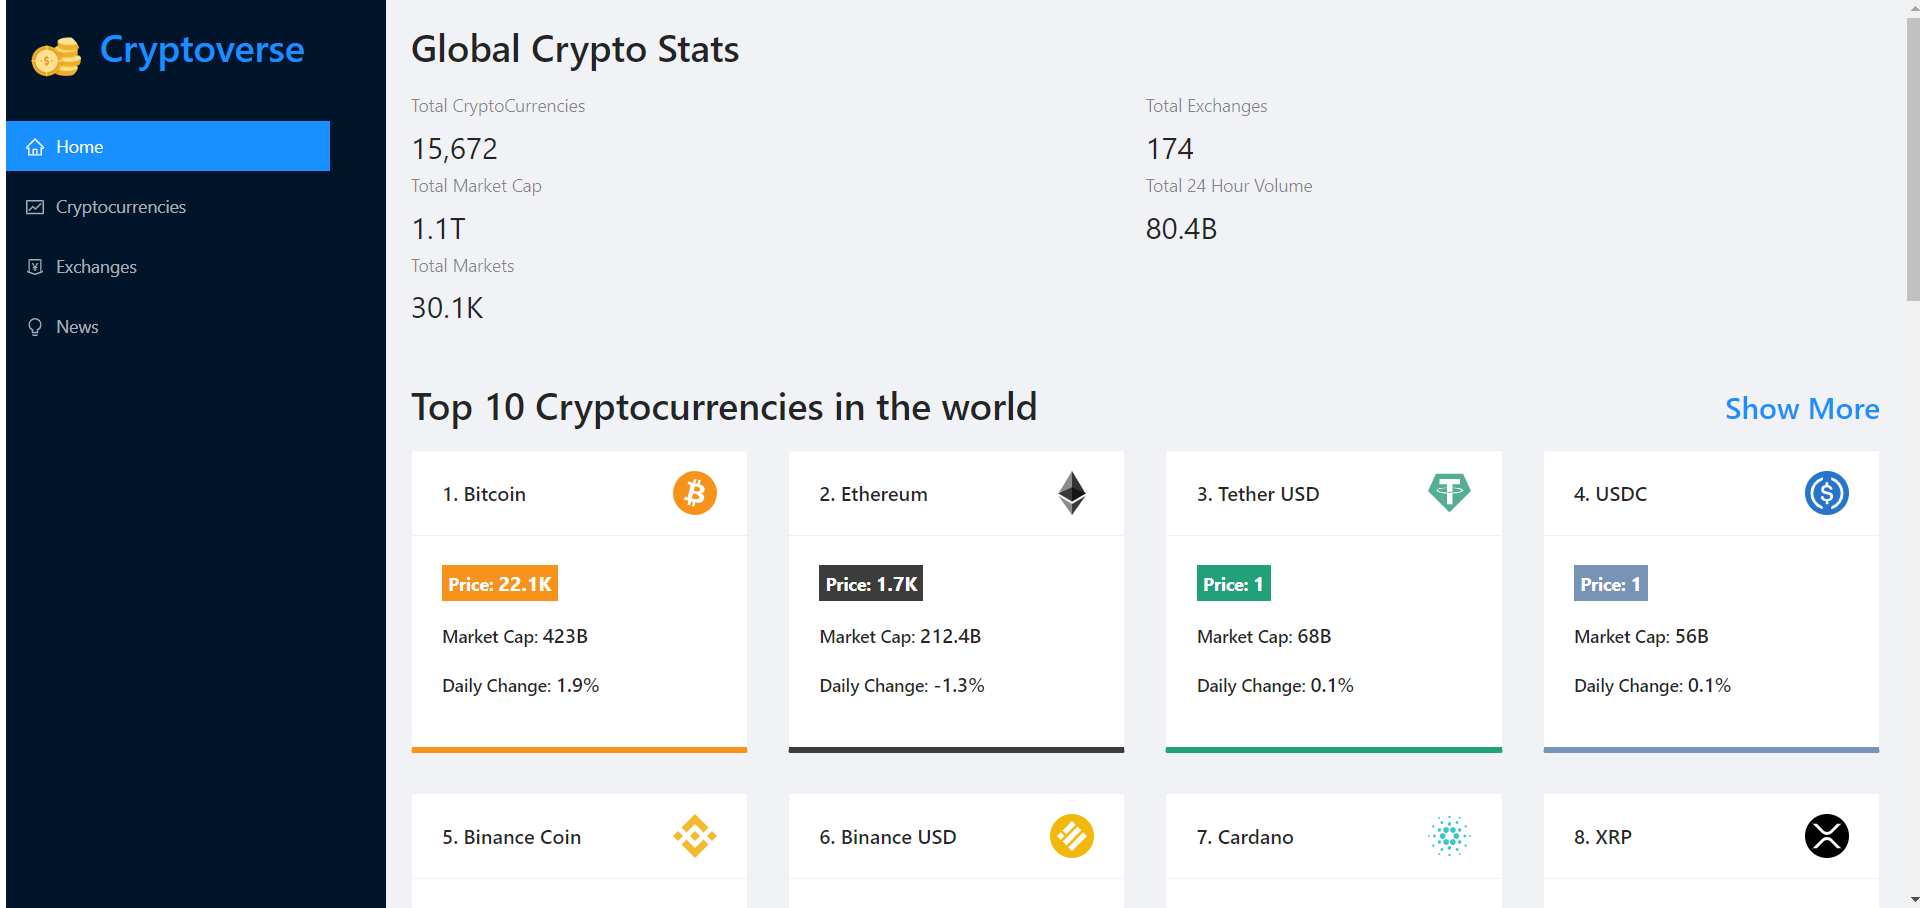 Cryptoverse
Home
Cryptocurrencies
Exchanges
News
Global Crypto Stats
Total CryptoCurrencies
15,672
Total Exchanges
174
Total Market Cap
1.1T
Total 24 Hour Volume
80.4B
Total Markets
30.1K
Top 10 Cryptocurrencies in the world
Show More
1. Bitcoin
Price: 22.1K
Market Cap: 423B
Daily Change: 1.9%
2. Ethereum
Price: 1.7K
Market Cap: 212.4B
Daily Change: -1.3%
3. Tether USD
Price: 1
Market Cap: 68B
Daily Change: 0.1%
4. USDC
Price: 1
Market Cap: 56B
Daily Change: 0.1%
5. Binance Coin
6. Binance USD
7. Cardano
8. XRP